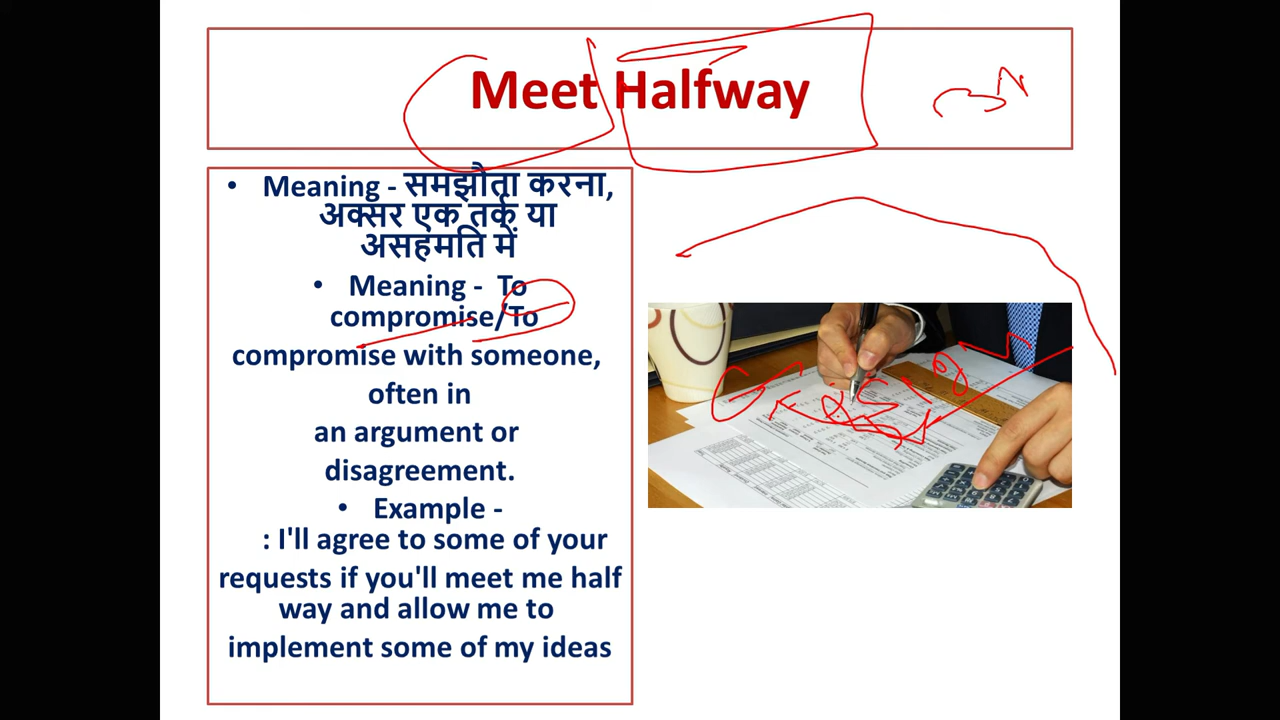 Meet Halfway
• Meaning - समझौता करना,
अक्सर एक तर्क या
असहमति में
• Meaning - To
compromise/To
compromise with someone,
often in
an argument or
disagreement.
• Example -
: I'll agree to some of your
requests if you'll meet me half
way and allow me to
implement some of my ideas